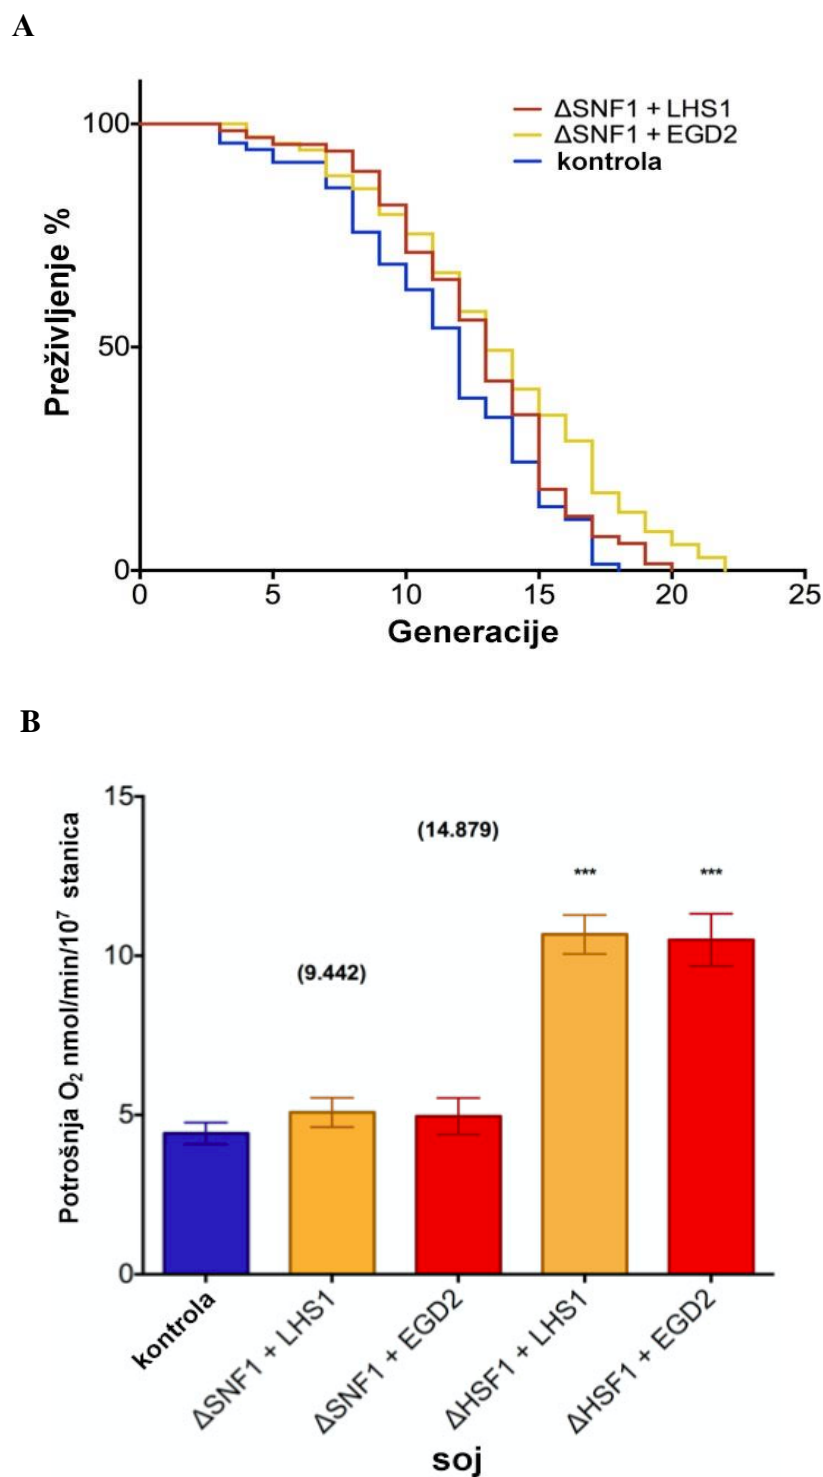 A
100
50
0
Preživljenje %
ΔSNF1 + LHS1
ΔSNF1 + EGD2
kontrola
0 5 10 15 20 25
Generacije
B
15
10
5
0
Potrošnja O₂ nmol/min/10⁷ stanica
(9.442)
(14.879)
*** ***
kontrola
ΔSNF1 + LHS1
ΔSNF1 + EGD2
ΔHSF1 + LHS1
ΔHSF1 + EGD2
soj